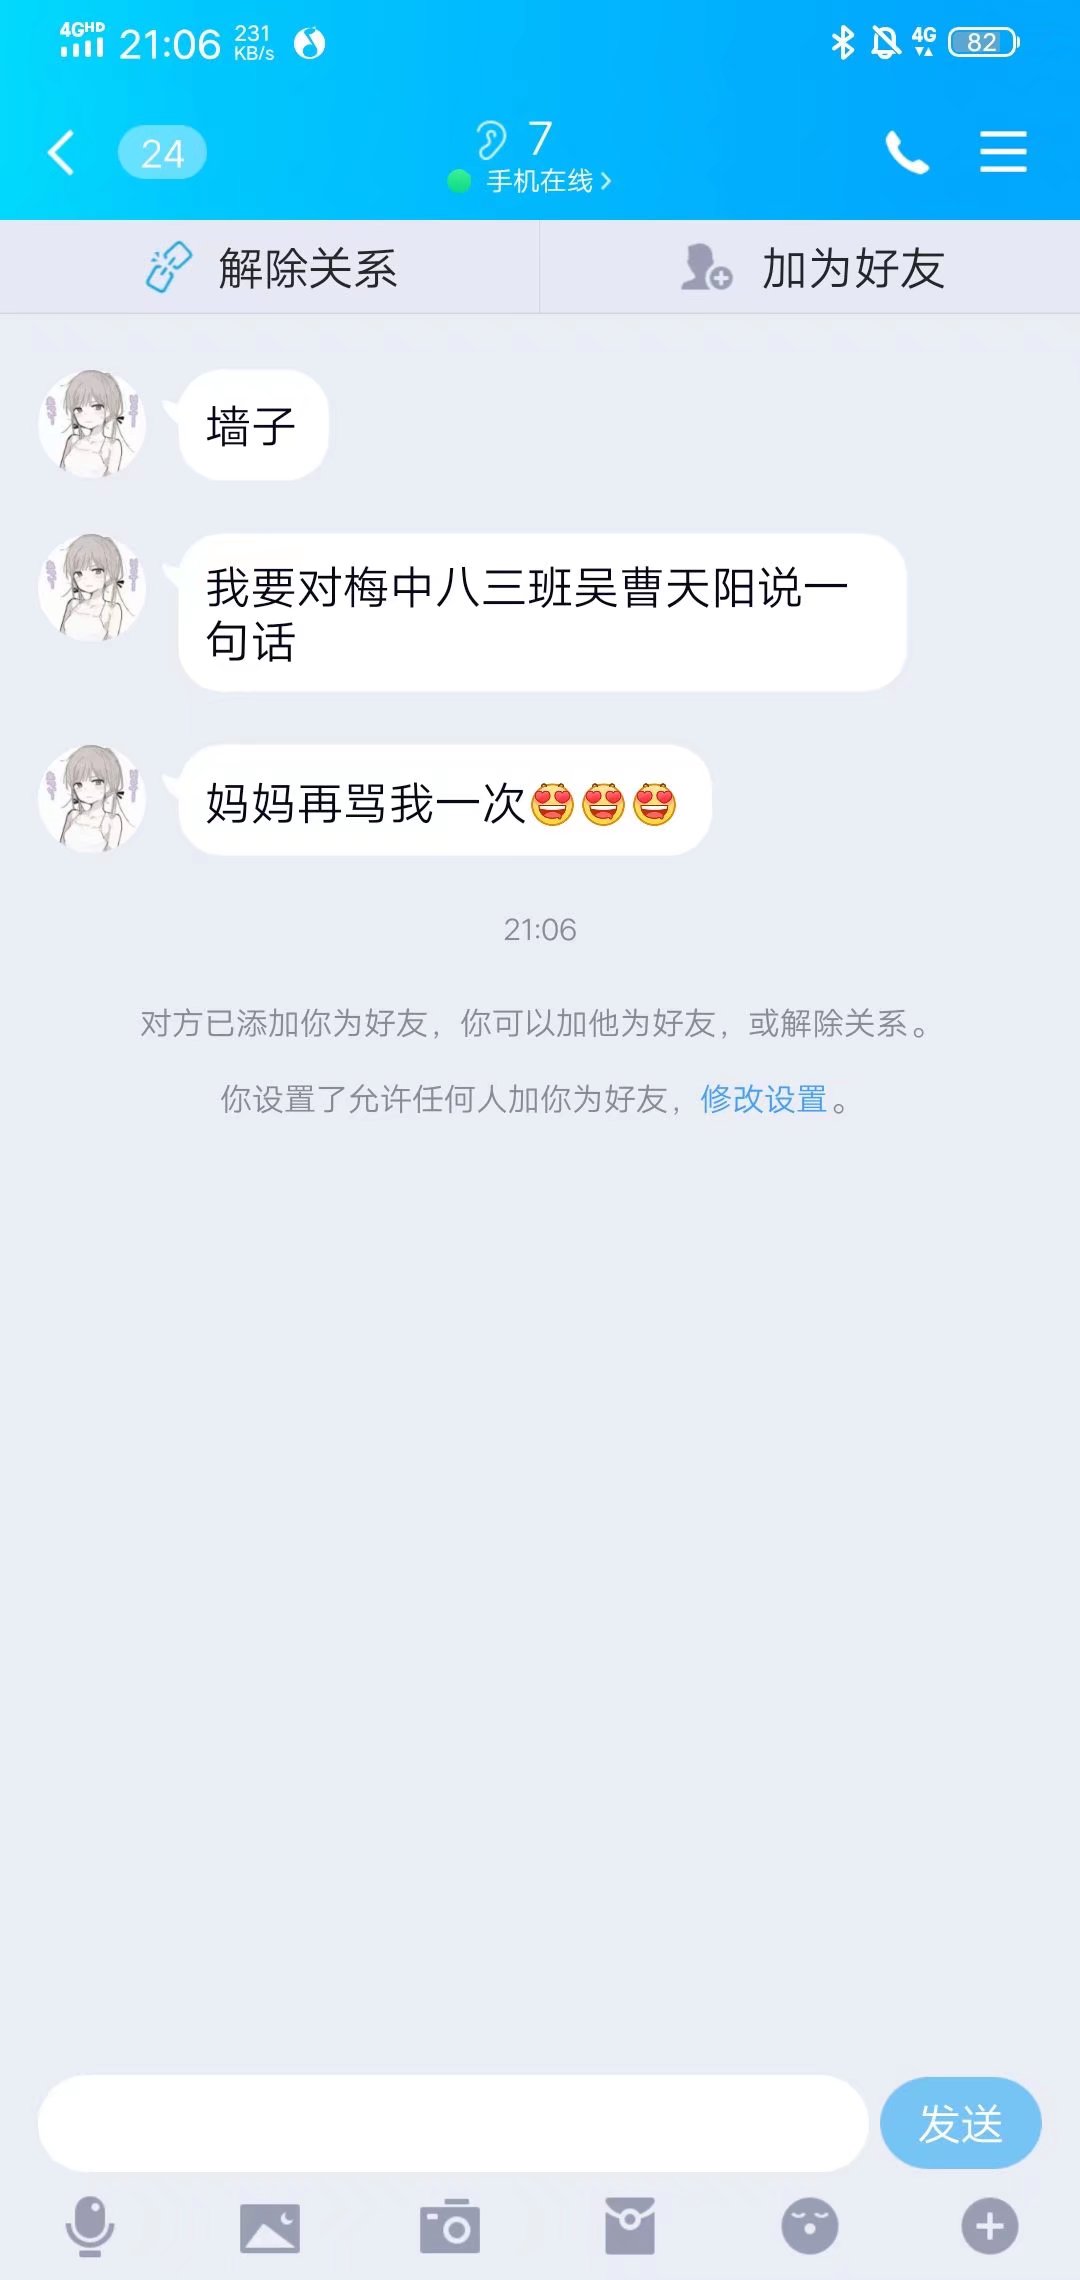 4GHD 21:06 231 KB/s 4G 82
24 7
手机在线
解除关系 加为好友
墙子
我要对梅中八三班吴曹天阳说一
句话
妈妈再骂我一次😍😍😍
21:06
对方已添加你为好友，你可以加他为好友，或解除关系。
你设置了允许任何人加你为好友，修改设置。
发送